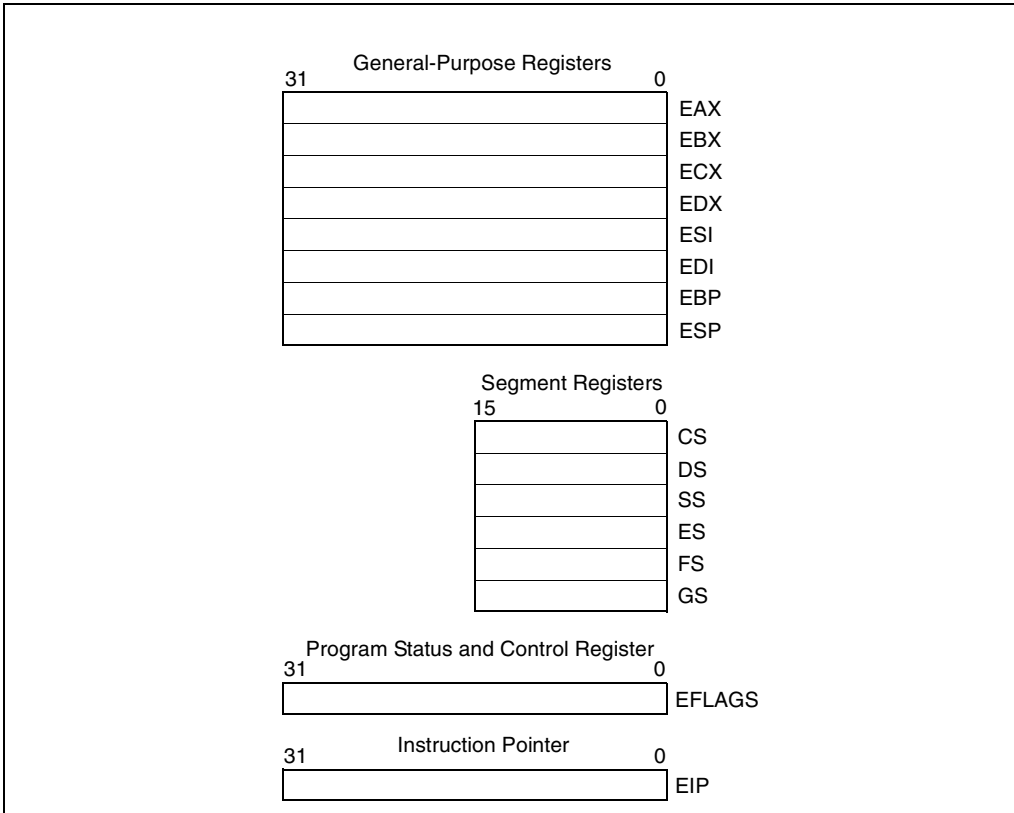 General-Purpose Registers
31 0
EAX
EBX
ECX
EDX
ESI
EDI
EBP
ESP
Segment Registers
15 0
CS
DS
SS
ES
FS
GS
Program Status and Control Register
31 0
EFLAGS
Instruction Pointer
31 0
EIP